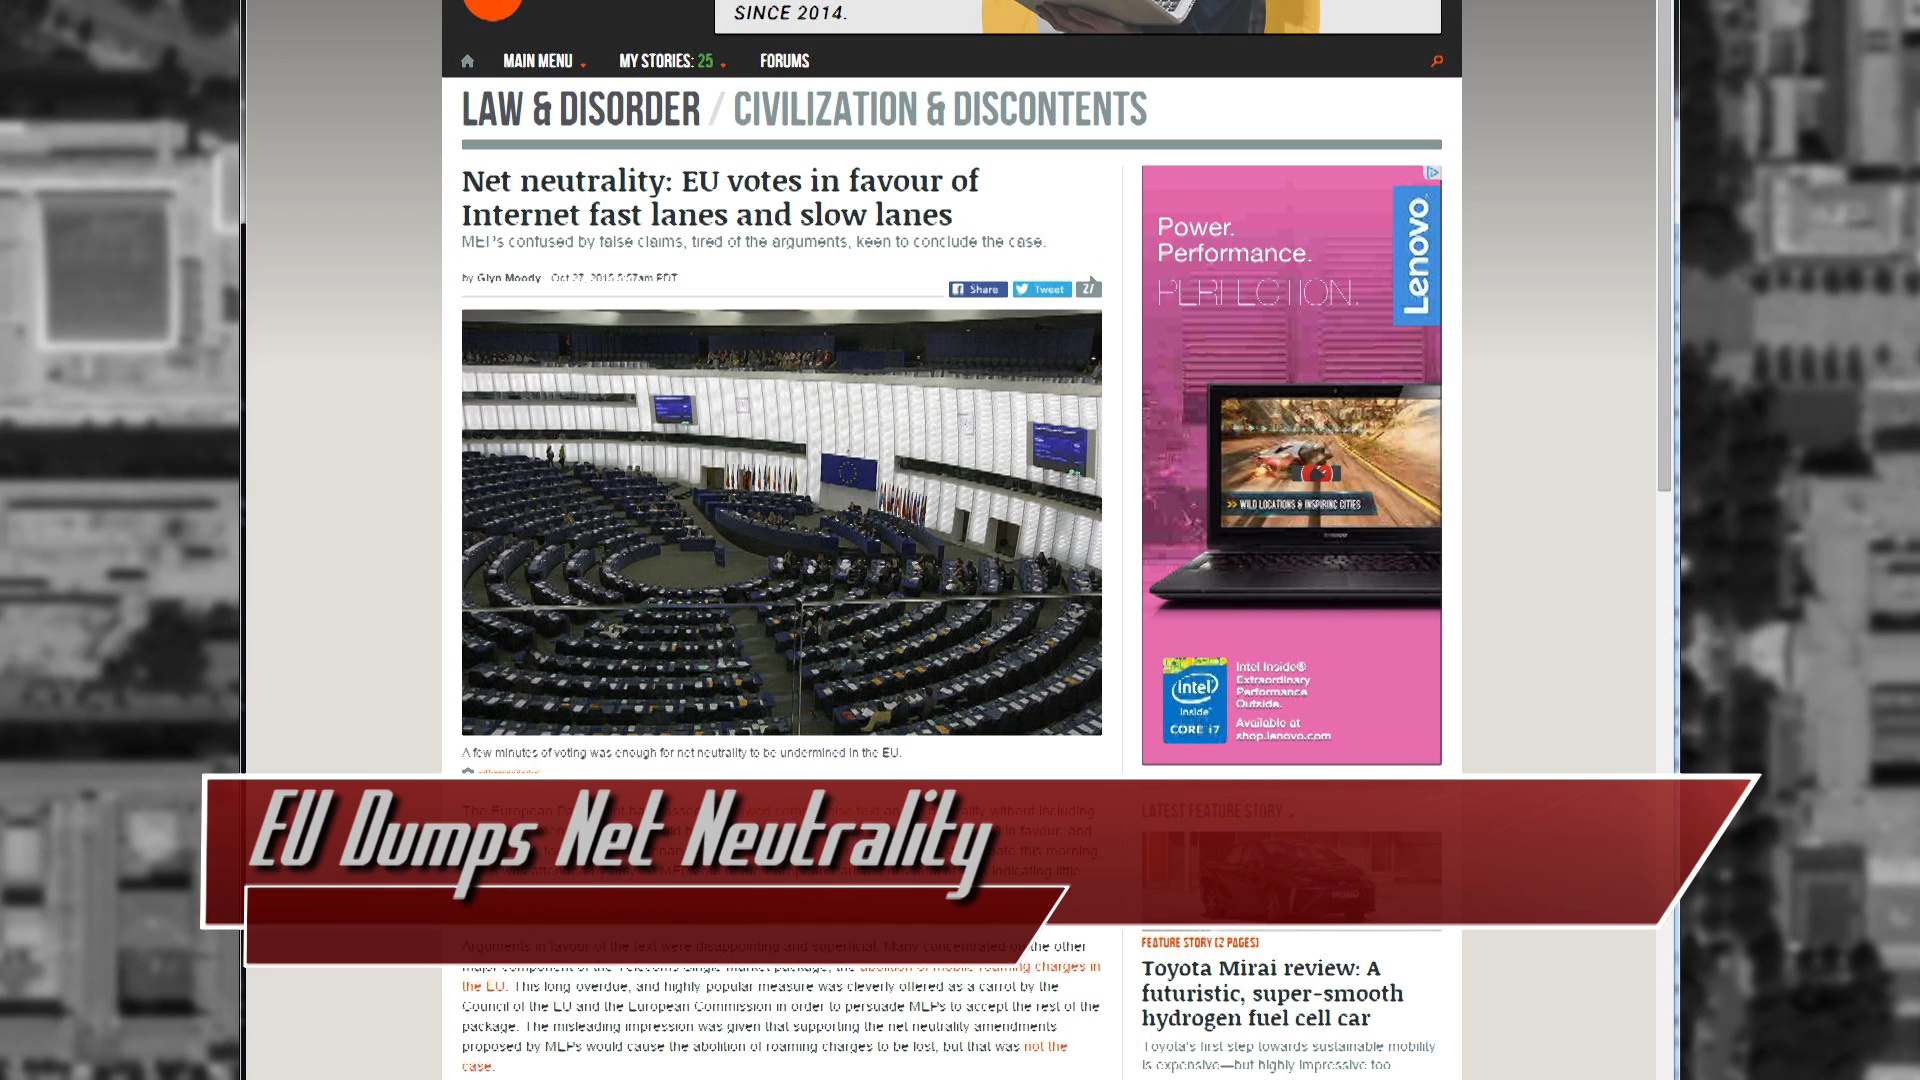 SINCE 2014.
MAIN MENU
MY STORIES: 25
FORUMS
LAW & DISORDER / CIVILIZATION & DISCONTENTS
Net neutrality: EU votes in favour of
Internet fast lanes and slow lanes
MEPs confused by false claims, tired of the arguments, keen to conclude the case.
by Glyn Moody Oct 27, 2015 5:57am PDT
Share
Tweet
27
A few minutes of voting was enough for net neutrality to be undermined in the EU.
EU Dumps Net Neutrality
Arguments in favour of the text were disappointing and superficial. Many concentrated on the other
major component of the Telecoms Single Market package, the abolition of mobile roaming charges in
the EU. This long overdue, and highly popular measure was cleverly offered as a carrot by the
Council of the EU and the European Commission in order to persuade MEPs to accept the rest of the
package. The misleading impression was given that supporting the net neutrality amendments
proposed by MEPs would cause the abolition of roaming charges to be lost, but that was not the
case.
Power.
Performance.
PERFECTION.
Lenovo
WILD LOCATIONS & INSPIRING CITIES
intel
inside
CORE i7
Intel Inside®
Extraordinary
Performance
Outside.
Available at
shop.lenovo.com
LATEST FEATURE STORY
FEATURE STORY (2 PAGES)
Toyota Mirai review: A
futuristic, super-smooth
hydrogen fuel cell car
Toyota's first step towards sustainable mobility
is expensive—but highly impressive too